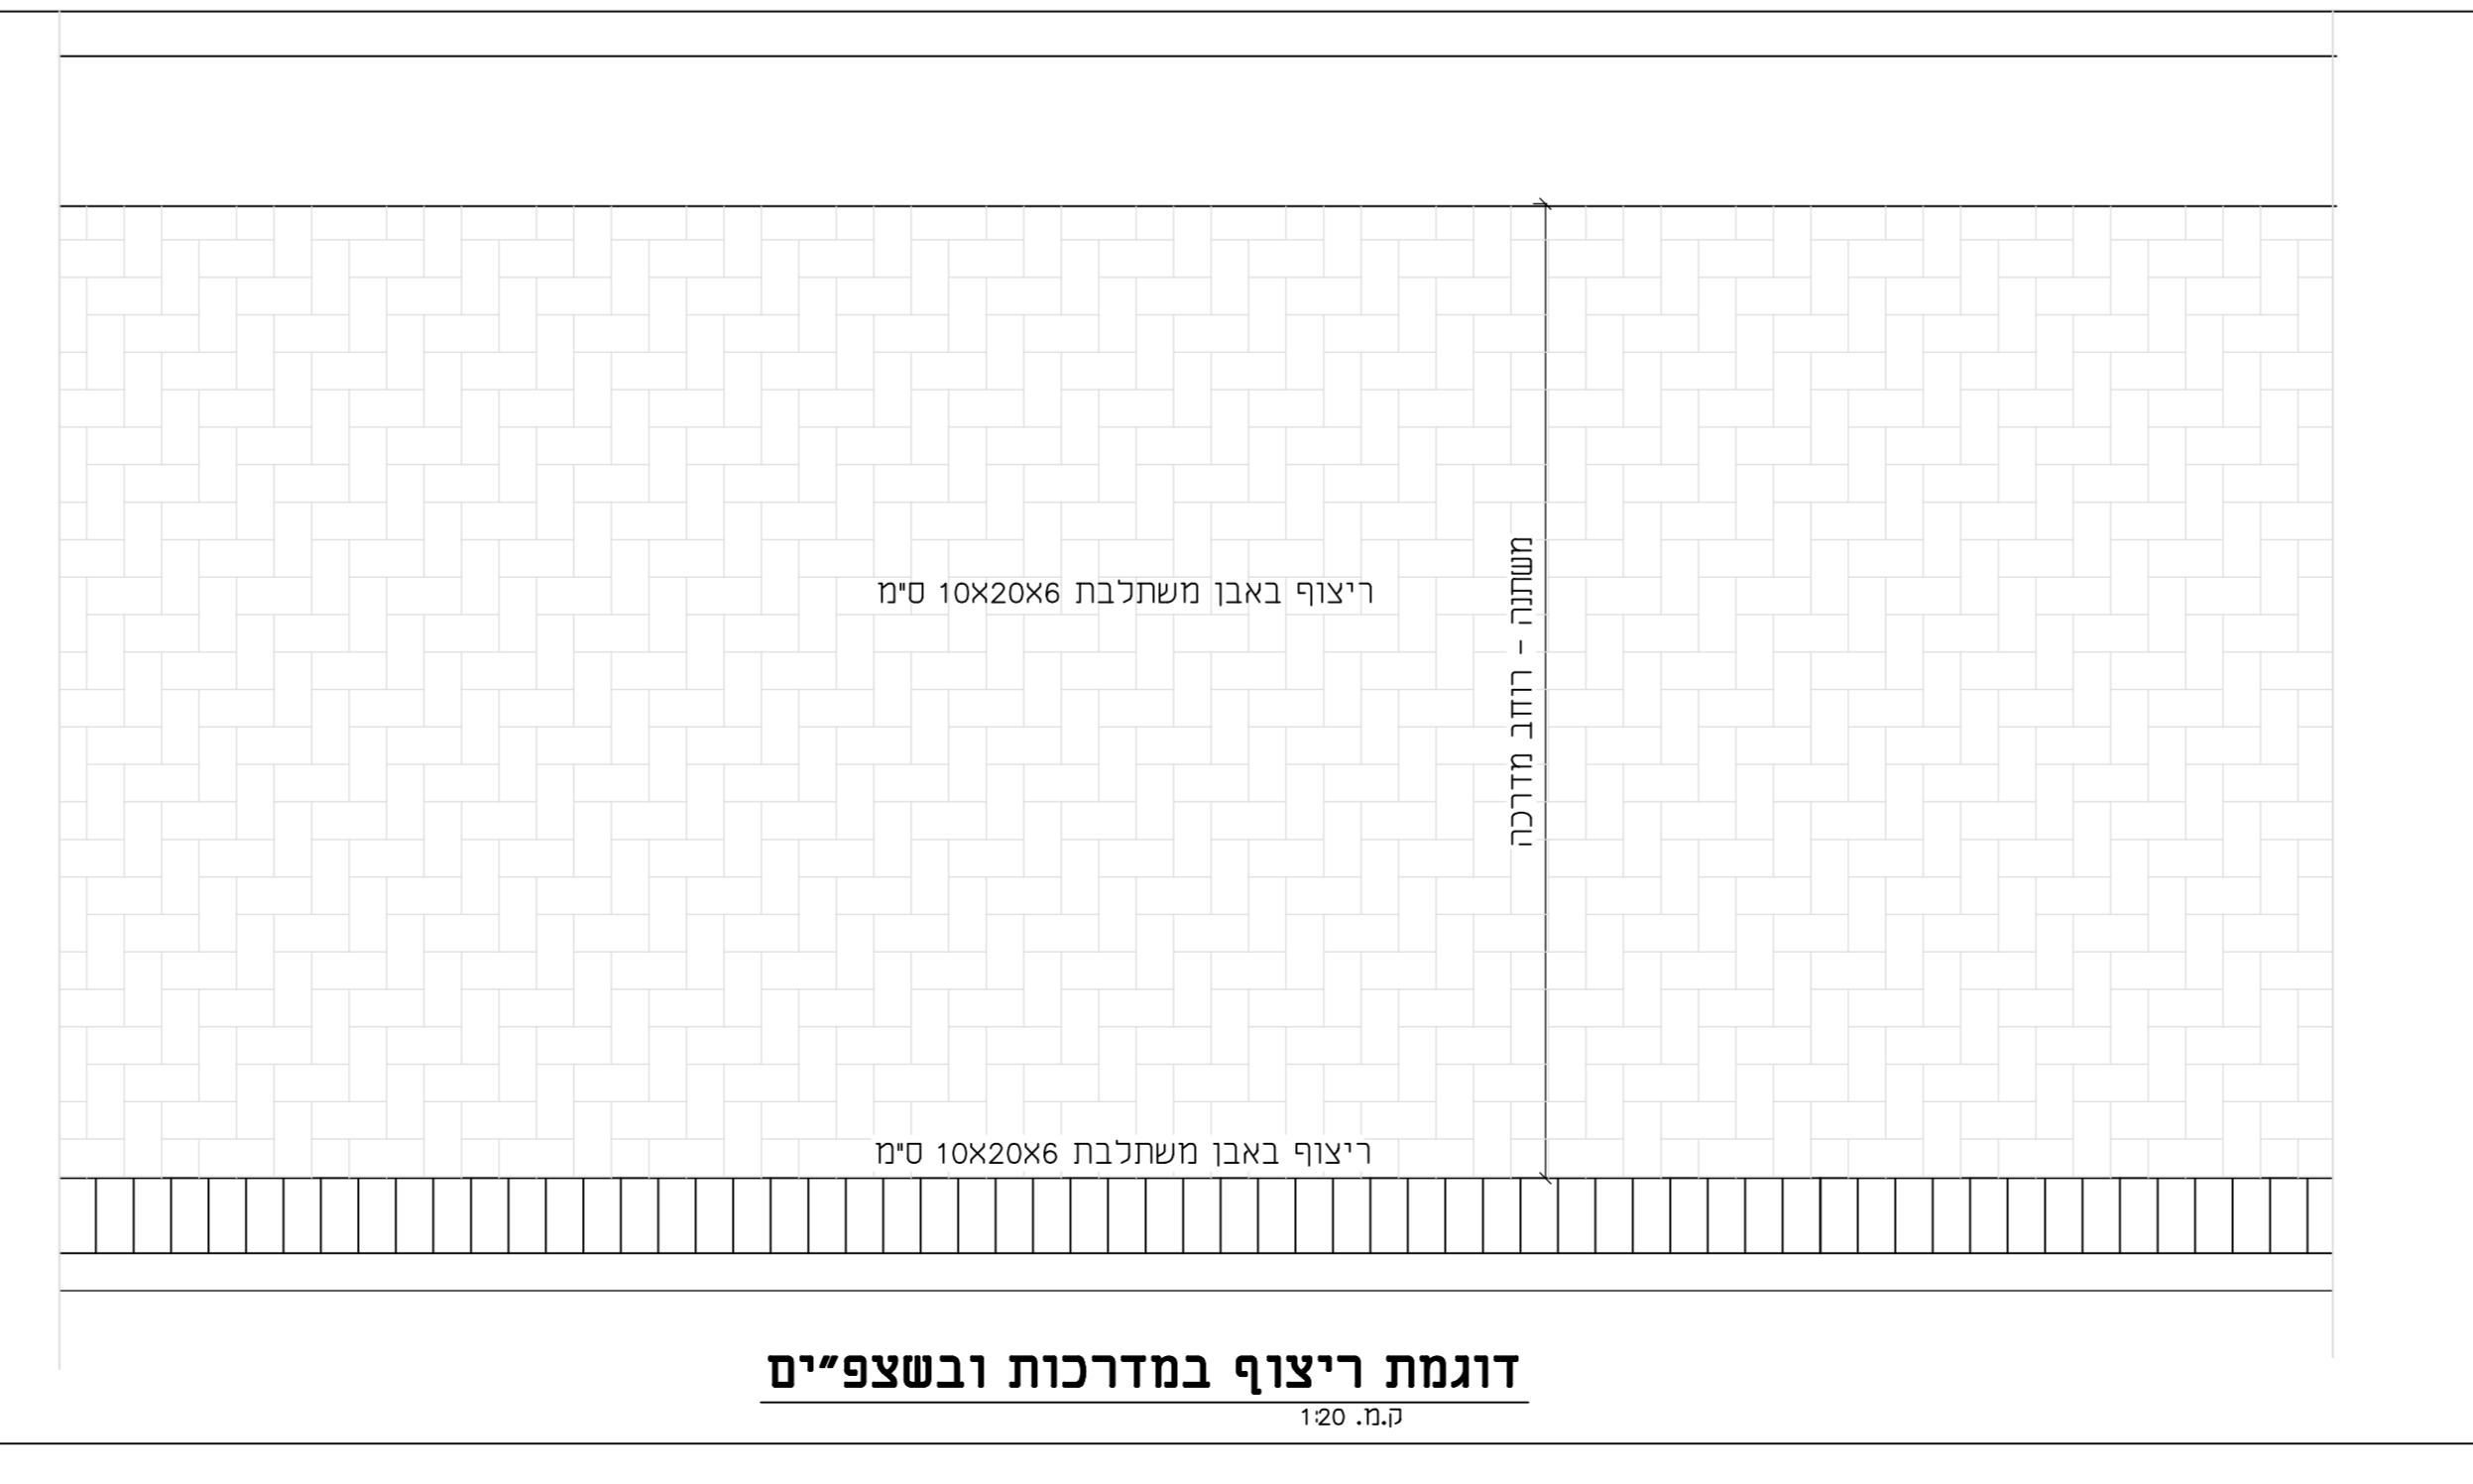 ריצוף באבן משתלבת 10X20X6 ס"מ
משתנה - רוחב מדרכה
ריצוף באבן משתלבת 10X20X6 ס"מ
דוגמת ריצוף במדרכות ובשצפ״ים
ק.מ. 1:20